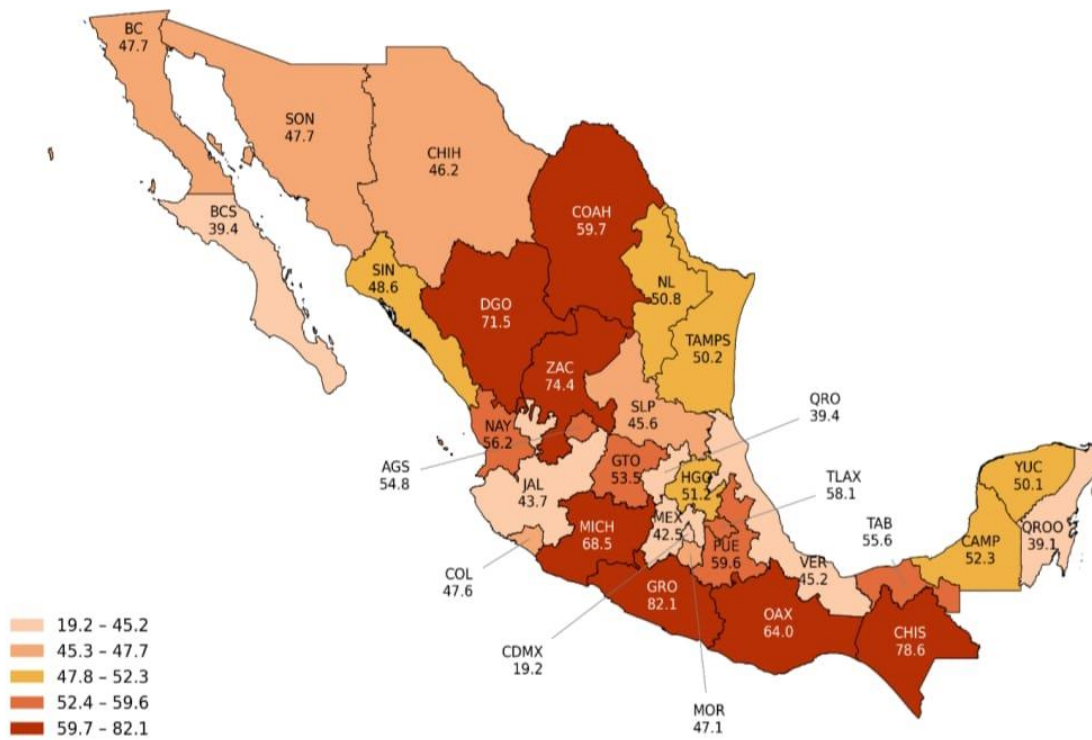 BC
47.7
SON
47.7
CHIH
46.2
COAH
59.7
BCS
39.4
SIN
48.6
NL
50.8
DGO
71.5
TAMPS
50.2
ZAC
74.4
SLP
45.6
QRO
39.4
NAY
56.2
AGS
54.8
GTO
53.5
HGO
51.2
TLAX
58.1
YUC
50.1
JAL
43.7
MEX
42.5
TAB
55.6
QROO
39.1
MICH
68.5
PUE
59.6
CAMP
52.3
VER
45.2
COL
47.6
GRO
82.1
OAX
64.0
CHIS
78.6
CDMX
19.2
MOR
47.1
19.2 – 45.2
45.3 – 47.7
47.8 – 52.3
52.4 – 59.6
59.7 – 82.1